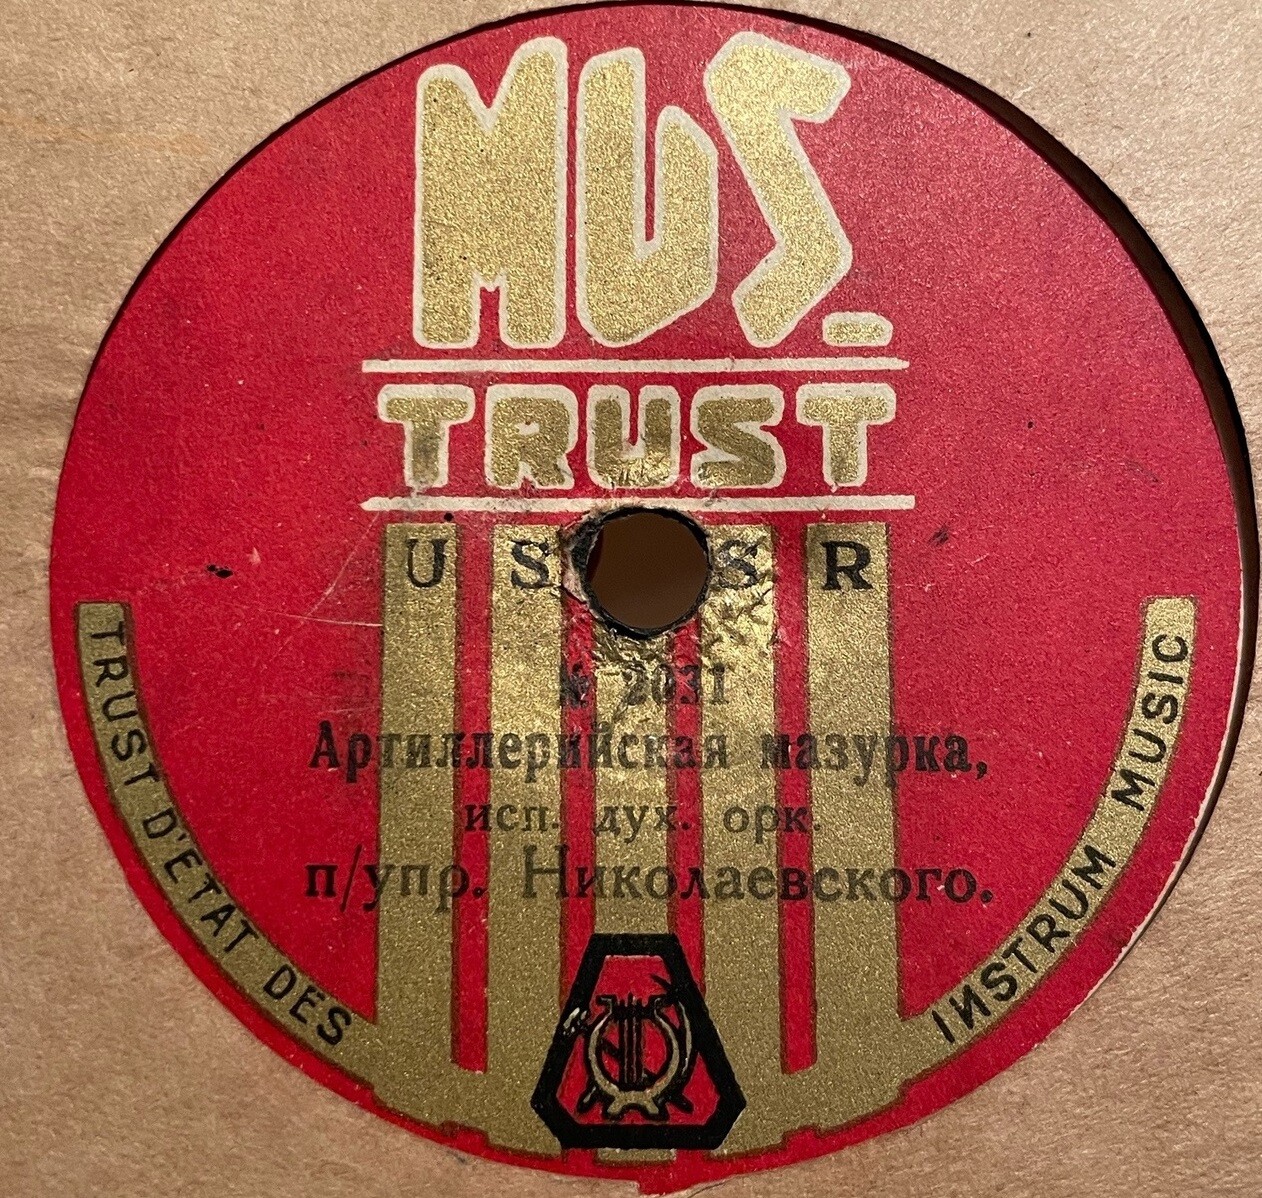 MUS.
TRUST
U S S R
№ 2031
Артиллерийская мазурка,
исп. дух. орк.
п/упр. Николаевского.
TRUST D'ETAT DES INSTRUM MUSIC